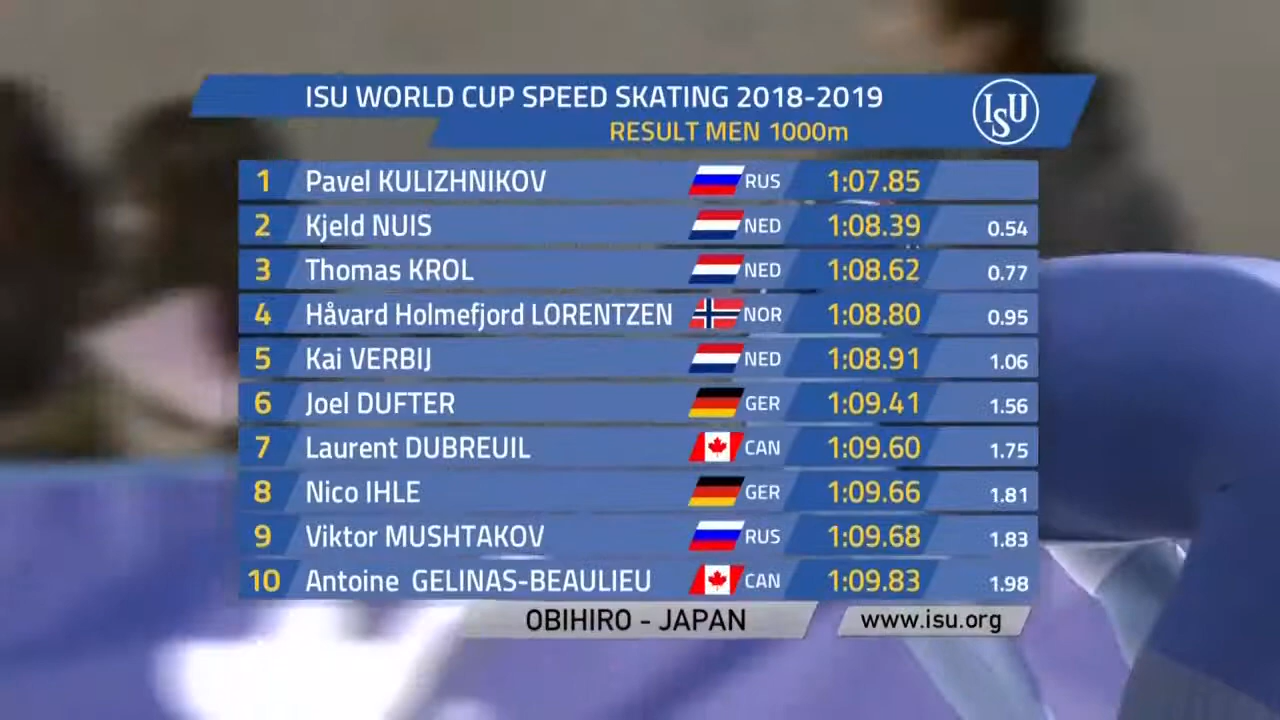 ISU WORLD CUP SPEED SKATING 2018-2019
ISU
RESULT MEN 1000m
1 Pavel KULIZHNIKOV RUS 1:07.85
2 Kjeld NUIS NED 1:08.39 0.54
3 Thomas KROL NED 1:08.62 0.77
4 Håvard Holmefjord LORENTZEN NOR 1:08.80 0.95
5 Kai VERBIJ NED 1:08.91 1.06
6 Joel DUFTER GER 1:09.41 1.56
7 Laurent DUBREUIL CAN 1:09.60 1.75
8 Nico IHLE GER 1:09.66 1.81
9 Viktor MUSHTAKOV RUS 1:09.68 1.83
10 Antoine GELINAS-BEAULIEU CAN 1:09.83 1.98
OBIHIRO - JAPAN www.isu.org